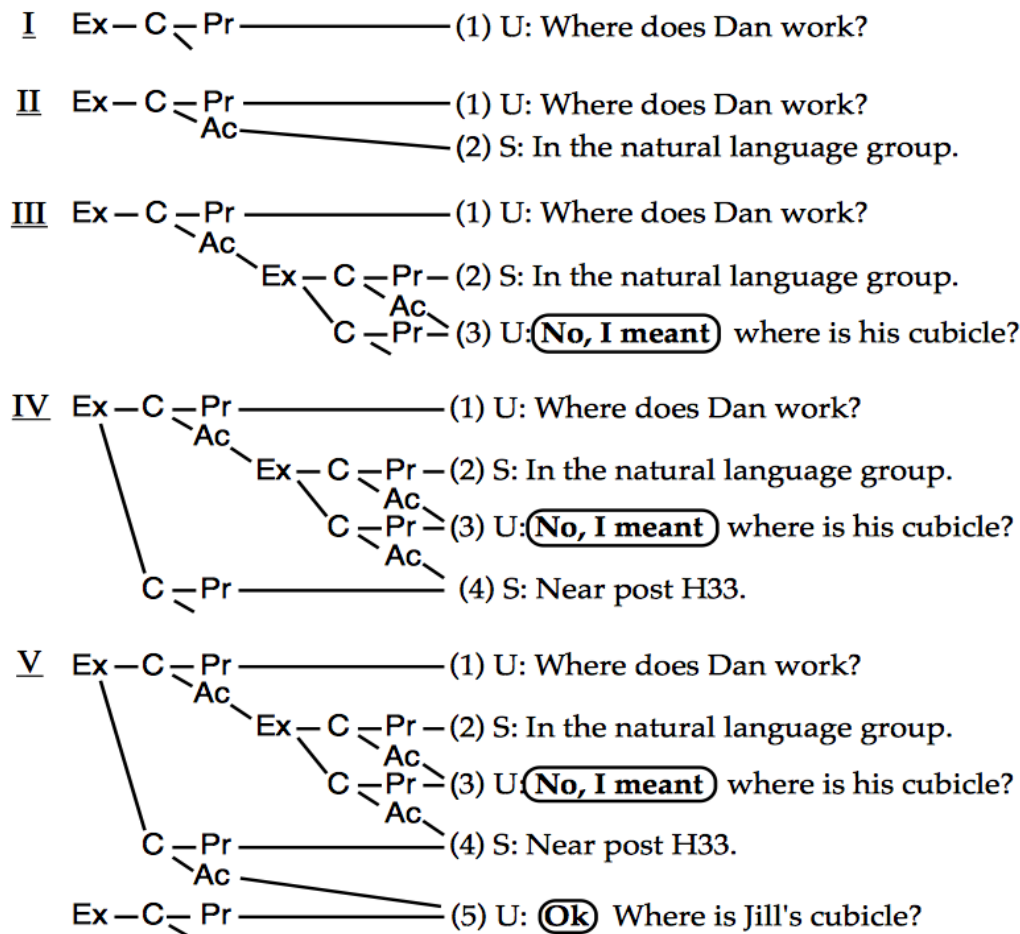 I Ex C Pr (1) U: Where does Dan work?
II Ex C Pr (1) U: Where does Dan work?
Ac
(2) S: In the natural language group.
III Ex C Pr (1) U: Where does Dan work?
Ac
Ex C Pr (2) S: In the natural language group.
Ac
C Pr (3) U: No, I meant where is his cubicle?
IV Ex C Pr (1) U: Where does Dan work?
Ac
Ex C Pr (2) S: In the natural language group.
Ac
C Pr (3) U: No, I meant where is his cubicle?
Ac
C Pr (4) S: Near post H33.
V Ex C Pr (1) U: Where does Dan work?
Ac
Ex C Pr (2) S: In the natural language group.
Ac
C Pr (3) U: No, I meant where is his cubicle?
Ac
C Pr (4) S: Near post H33.
Ac
Ex C Pr (5) U: Ok Where is Jill's cubicle?